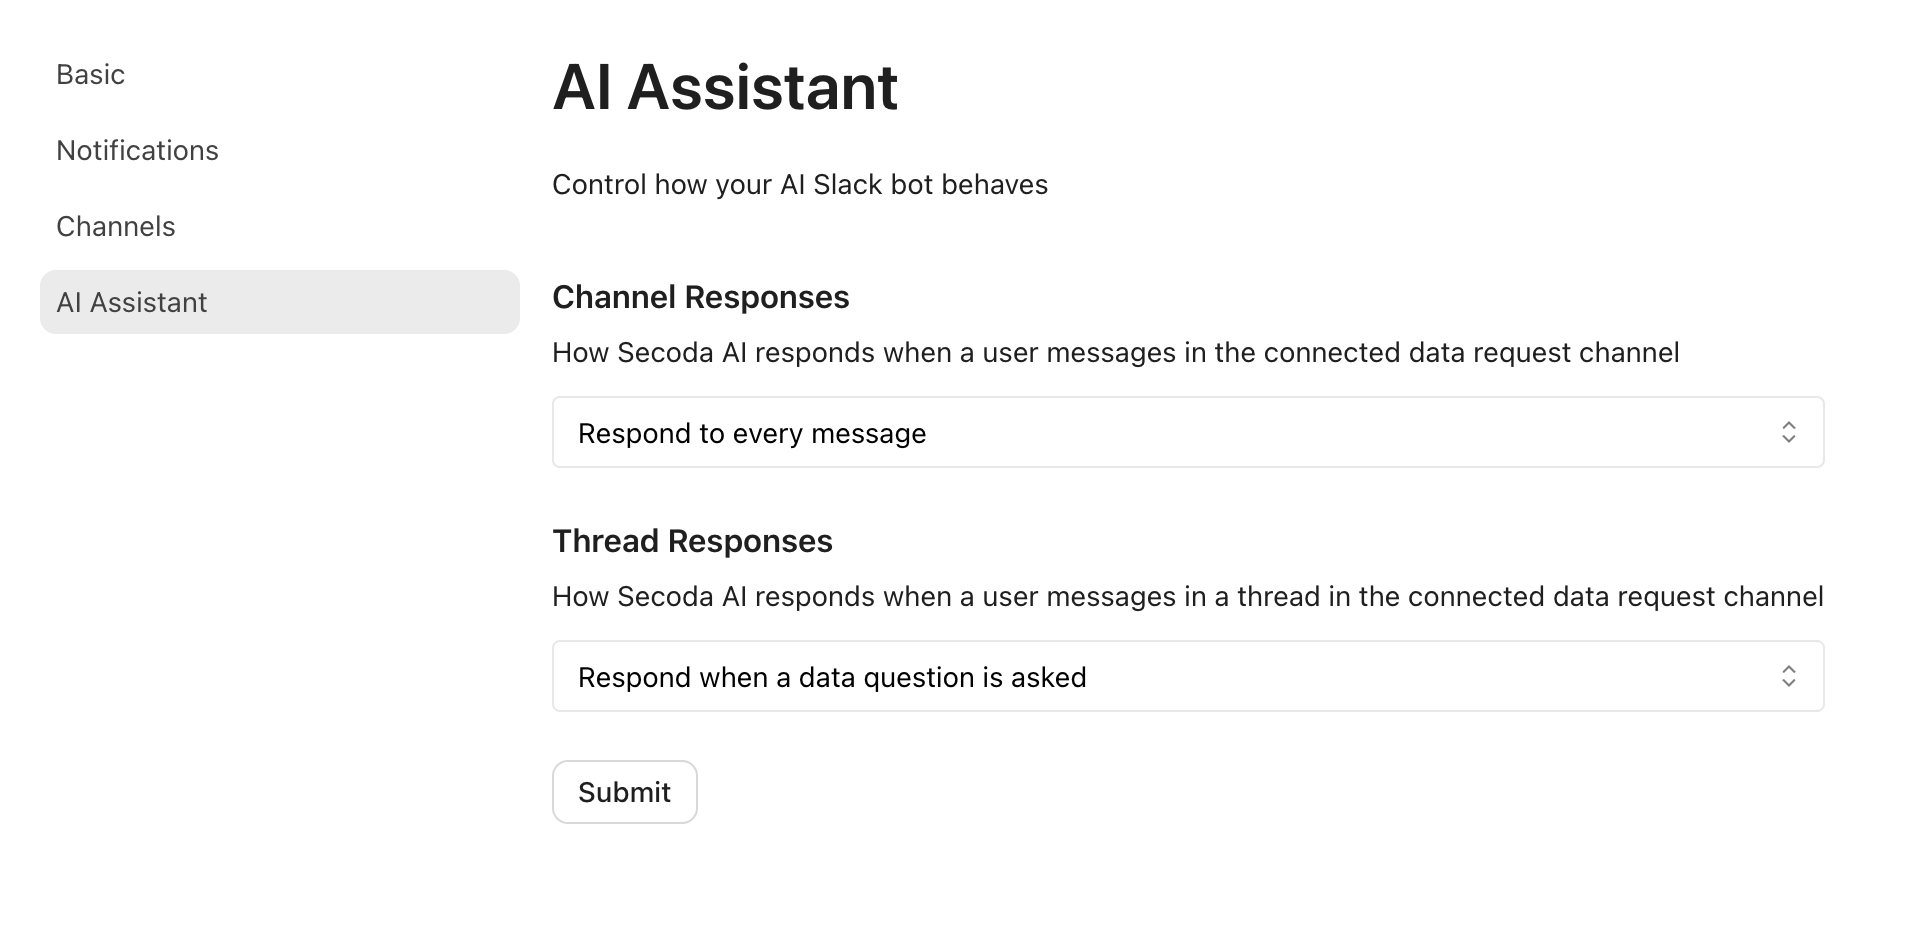 Basic
Notifications
Channels
AI Assistant
AI Assistant
Control how your AI Slack bot behaves
Channel Responses
How Secoda AI responds when a user messages in the connected data request channel
Respond to every message
Thread Responses
How Secoda AI responds when a user messages in a thread in the connected data request channel
Respond when a data question is asked
Submit